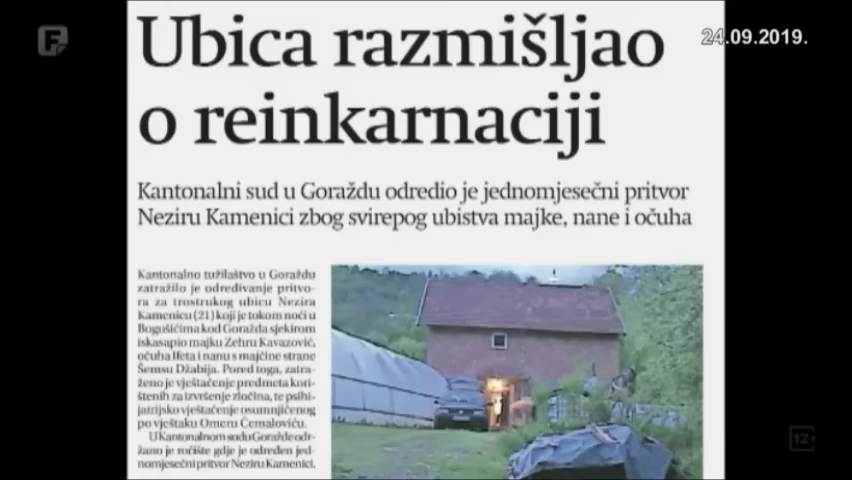 24.09.2019.
Ubica razmišljao
o reinkarnaciji
Kantonalni sud u Goraždu odredio je jednomjesečni pritvor
Neziru Kamenici zbog svirepog ubistva majke, nane i očuha
Kantonalno tužilaštvo u Goraždu
zatražilo je određivanje pritvo-
ra za trostrukog ubicu Nezira
Kamenicu (21) koji je tokom noći u
Bogušićima kod Goražda sjekirom
iskasapio majku Zehru Kavazović,
očuha Ifeta i nanu s majčine strane
Šemsu Džabija. Pored toga, zatra-
ženo je vještačenje predmeta kori-
štenih za izvršenje zločina, te psihi-
jatrijsko vještačenje osumnjičenog
po vještaku Omeru Ćemaloviću.
U Kantonalnom sudu Goražde odr-
žano je ročište gdje je određen jed-
nomjesečni pritvor Neziru Kamenici.
F
12+